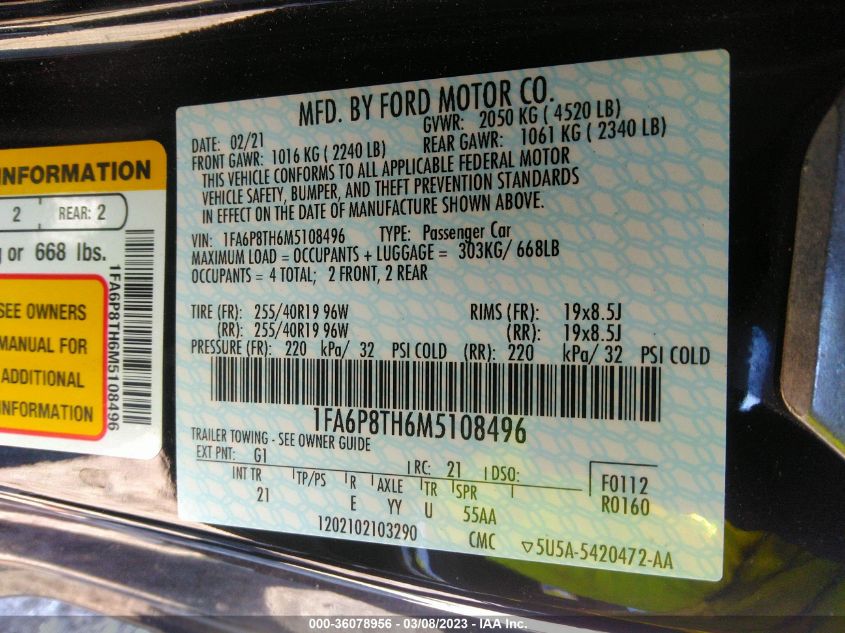 INFORMATION
2 REAR: 2
or 668 lbs.
SEE OWNERS
MANUAL FOR
ADDITIONAL
INFORMATION
1FA6P8TH6M5108496
MFD. BY FORD MOTOR CO.
DATE: 02/21 GVWR: 2050 KG ( 4520 LB)
FRONT GAWR: 1016 KG ( 2240 LB) REAR GAWR: 1061 KG ( 2340 LB)
THIS VEHICLE CONFORMS TO ALL APPLICABLE FEDERAL MOTOR
VEHICLE SAFETY, BUMPER, AND THEFT PREVENTION STANDARDS
IN EFFECT ON THE DATE OF MANUFACTURE SHOWN ABOVE.
VIN: 1FA6P8TH6M5108496 TYPE: Passenger Car
MAXIMUM LOAD = OCCUPANTS + LUGGAGE = 303KG/ 668LB
OCCUPANTS = 4 TOTAL; 2 FRONT, 2 REAR
TIRE (FR): 255/40R19 96W RIMS (FR): 19x8.5J
(RR): 255/40R19 96W (RR): 19x8.5J
PRESSURE (FR): 220 kPa/ 32 PSI COLD (RR): 220 kPa/ 32 PSI COLD
1FA6P8TH6M5108496
TRAILER TOWING - SEE OWNER GUIDE
EXT PNT: G1 RC: 21 DSO:
INT TR TP/PS R AXLE TR SPR F0112
21 E YY U 55AA R0160
1202102103290 CMC ▽5U5A-5420472-AA
000-36078956 — 03/08/2023 — IAA Inc.